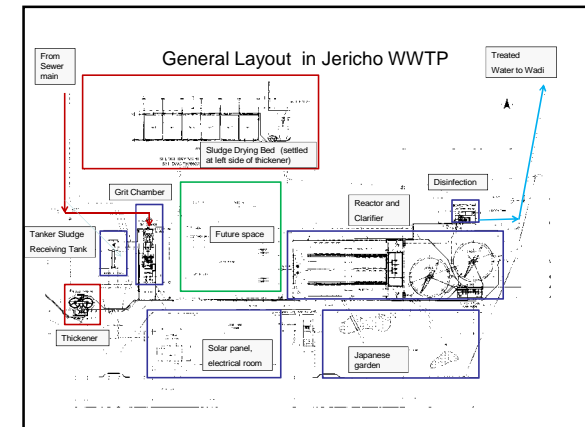 General Layout in Jericho WWTP
From
Sewer
main
Treated
Water to Wadi
Sludge Drying Bed (settled
at left side of thickener)
Grit Chamber
Disinfection
Reactor and
Clarifier
Tanker Sludge
Receiving Tank
Future space
Thickener
Solar panel,
electrical room
Japanese
garden